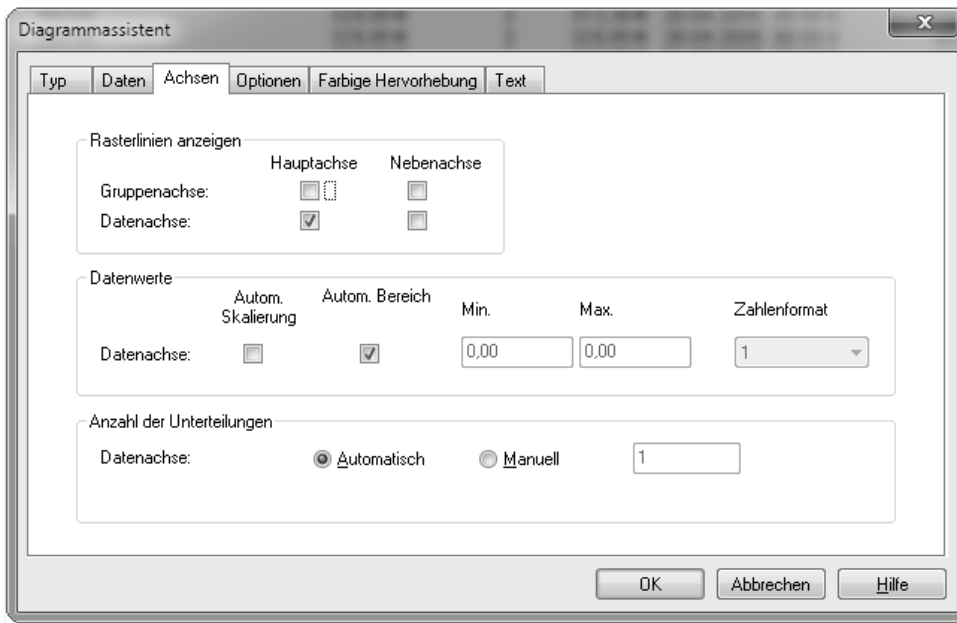 Diagrammassistent
Typ Daten Achsen Optionen Farbige Hervorhebung Text
Rasterlinien anzeigen
Hauptachse Nebenachse
Gruppenachse:
Datenachse:
Datenwerte
Autom. Skalierung Autom. Bereich Min. Max. Zahlenformat
Datenachse: 0,00 0,00 1
Anzahl der Unterteilungen
Datenachse: Automatisch Manuell 1
OK Abbrechen Hilfe